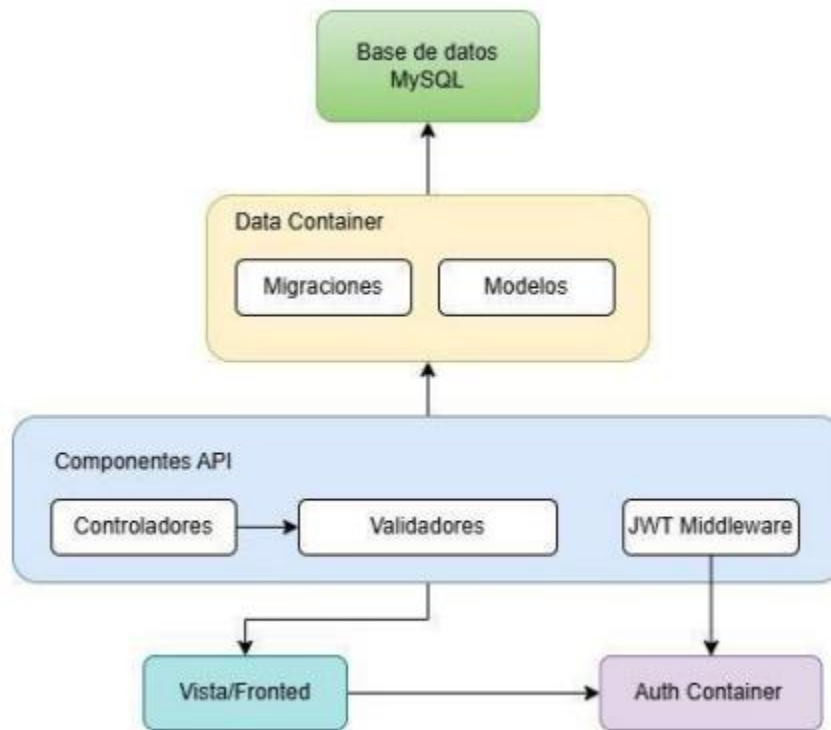 Base de datos
MySQL
Data Container
Migraciones
Modelos
Componentes API
Controladores
Validadores
JWT Middleware
Vista/Fronted
Auth Container